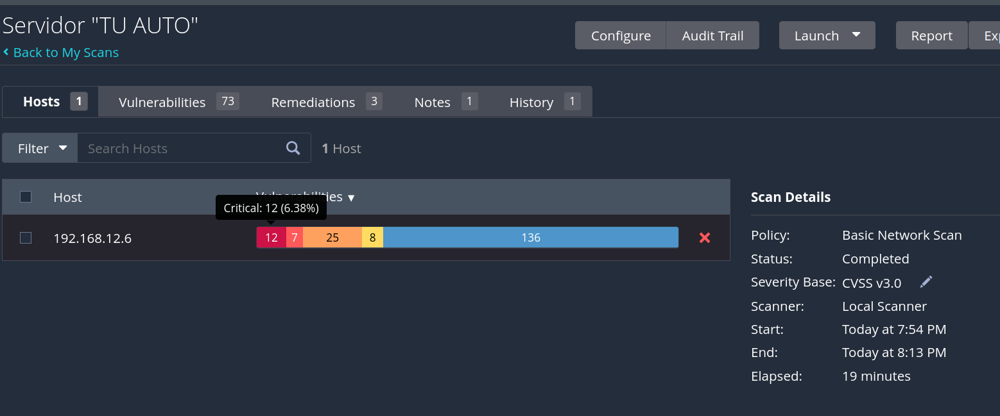 Servidor "TU AUTO"
Back to My Scans
Configure Audit Trail Launch Report
Hosts 1 Vulnerabilities 73 Remediations 3 Notes 1 History 1
Filter Search Hosts 1 Host
Host Vulnerabilities
Critical: 12 (6.38%)
192.168.12.6 12 7 25 8 136
Scan Details
Policy: Basic Network Scan
Status: Completed
Severity Base: CVSS v3.0
Scanner: Local Scanner
Start: Today at 7:54 PM
End: Today at 8:13 PM
Elapsed: 19 minutes